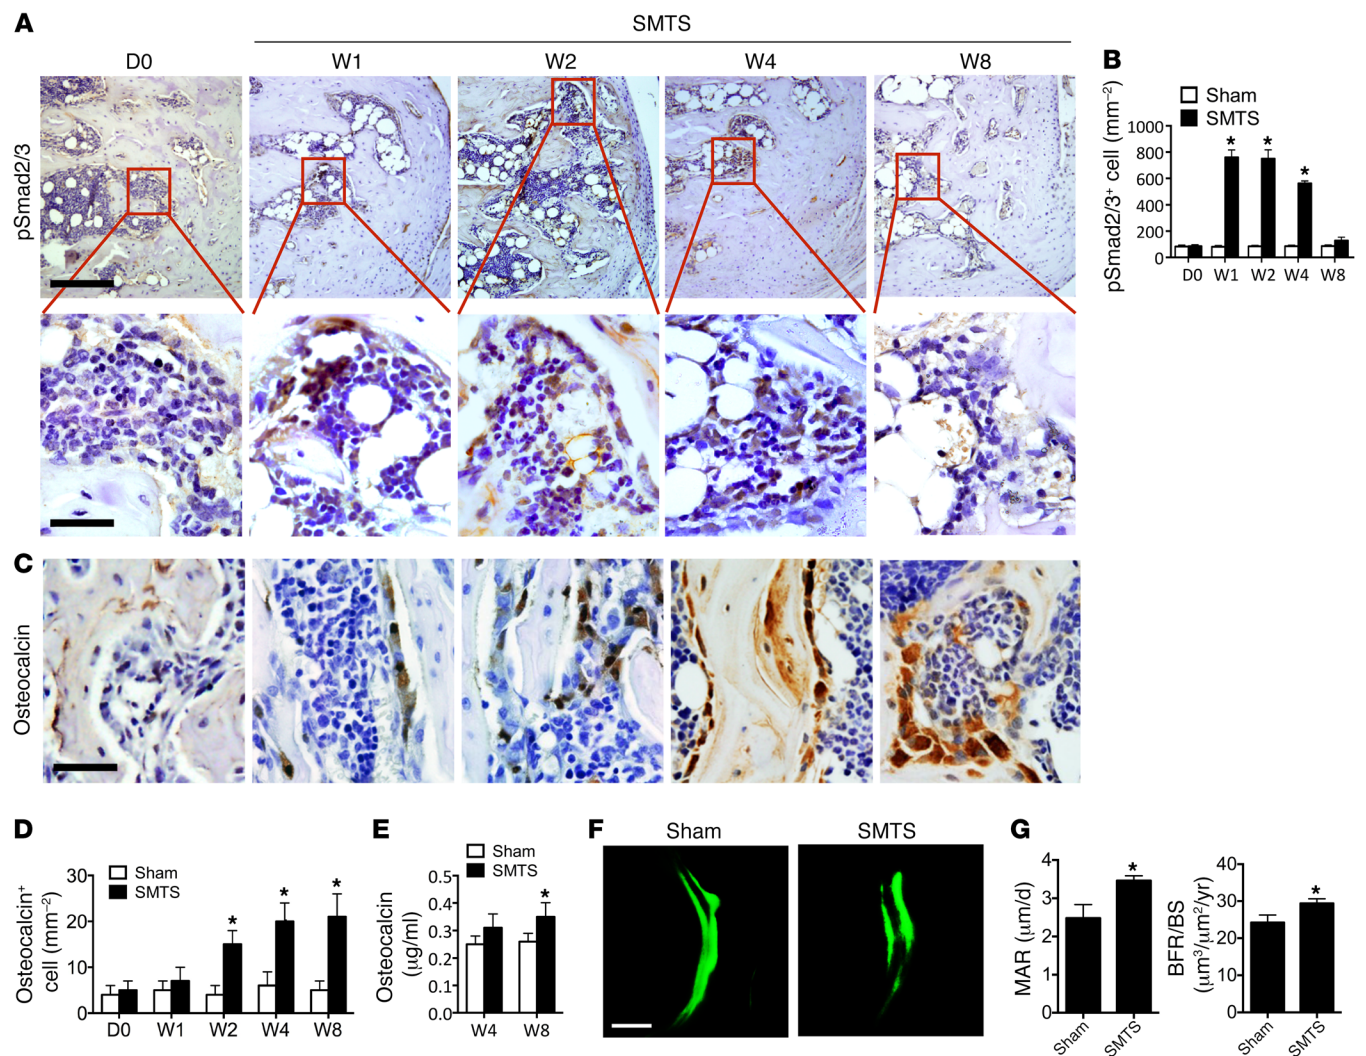 A
SMTS
D0
W1
W2
W4
W8
pSmad2/3
B
Sham
SMTS
pSmad2/3⁺ cell (mm⁻²)
1000
800
600
400
200
0
*
*
*
D0
W1
W2
W4
W8
C
Osteocalcin
D
Sham
SMTS
Osteocalcin⁺
cell (mm⁻²)
30
20
10
0
*
*
*
D0
W1
W2
W4
W8
E
Sham
SMTS
Osteocalcin
(μg/ml)
0.5
0.4
0.3
0.2
0.1
0.0
*
W4
W8
F
Sham
SMTS
G
MAR (μm/d)
4
3
2
1
0
*
Sham
SMTS
BFR/BS
(μm³/μm²/yr)
40
30
20
10
0
*
Sham
SMTS